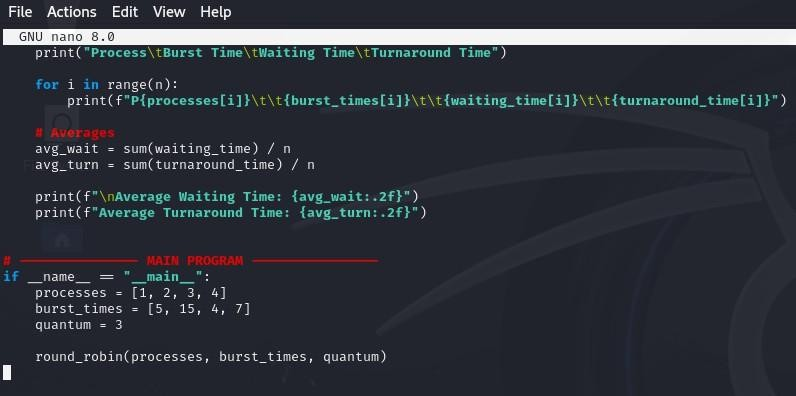 File Actions Edit View Help
GNU nano 8.0
print("Process\tBurst Time\tWaiting Time\tTurnaround Time")
for i in range(n):
print(f"P{processes[i]}\t\t{burst_times[i]}\t\t{waiting_time[i]}\t\t{turnaround_time[i]}")
# Averages
avg_wait = sum(waiting_time) / n
avg_turn = sum(turnaround_time) / n
print(f"\nAverage Waiting Time: {avg_wait:.2f}")
print(f"Average Turnaround Time: {avg_turn:.2f}")
# ─────────────── MAIN PROGRAM ────────────────
if __name__ == "__main__":
processes = [1, 2, 3, 4]
burst_times = [5, 15, 4, 7]
quantum = 3
round_robin(processes, burst_times, quantum)